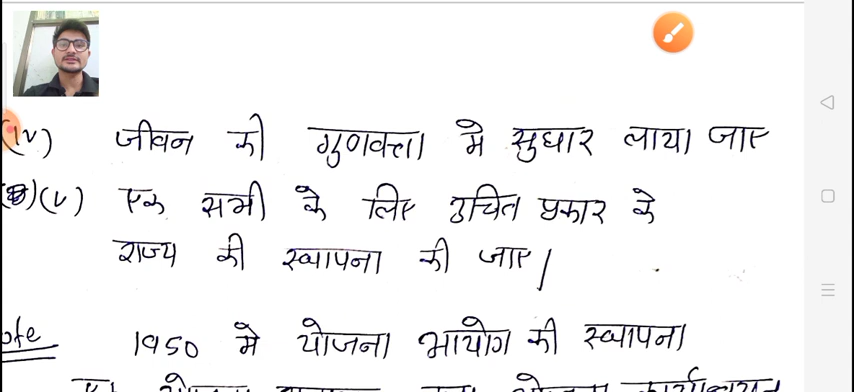 (iv) जीवन की गुणवत्ता मे सुधार लाया जाए
(v) एक सभी के लिए उचित प्रकार के
राज्य की स्थापना की जाए।
ote 1950 मे योजना आयोग की स्थापना